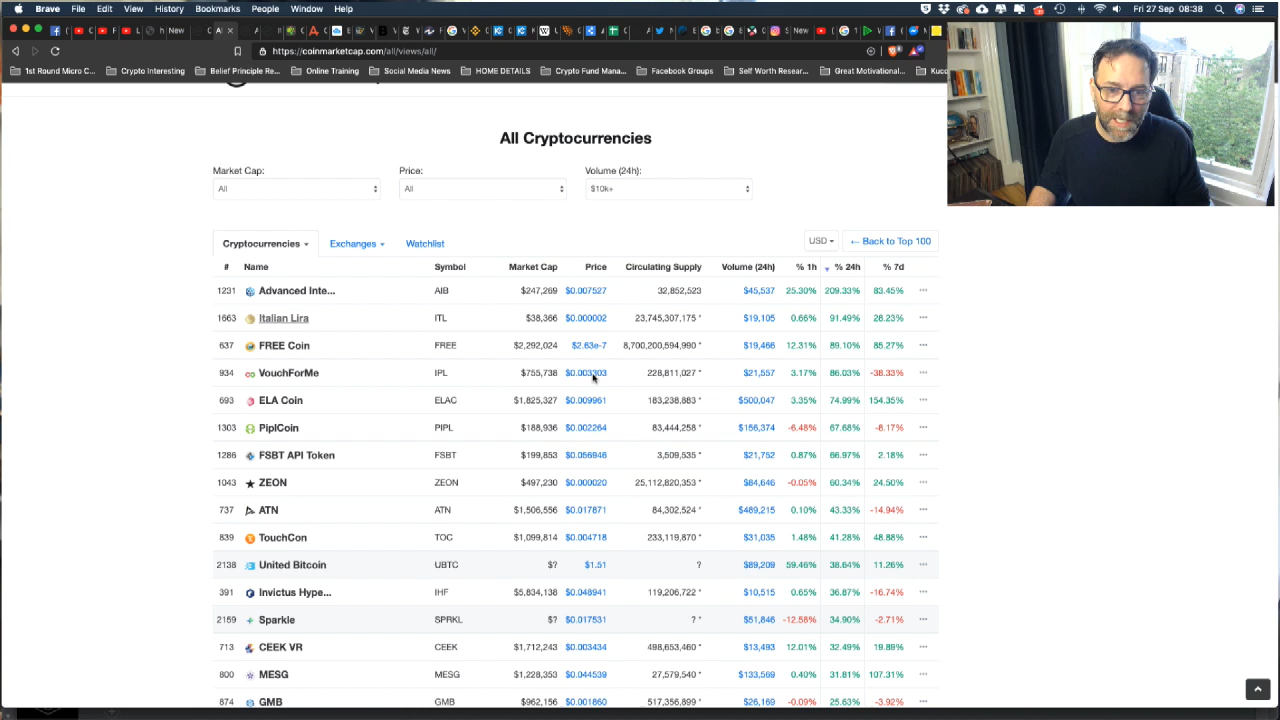 Brave File Edit View History Bookmarks People Window Help Fri 27 Sep 08:38
https://coinmarketcap.com/all/views/all/
1st Round Micro C... Crypto Interesting Belief Principle Re... Online Training Social Media News HOME DETAILS Crypto Fund Mana... Facebook Groups Self Worth Resear... Great Motivational... Kuco
All Cryptocurrencies
Market Cap: Price: Volume (24h):
All All $10k+
Cryptocurrencies Exchanges Watchlist USD ← Back to Top 100
# Name Symbol Market Cap Price Circulating Supply Volume (24h) % 1h % 24h % 7d
1231 Advanced Inte... AIB $247,269 $0.007527 32,852,523 $45,537 25.30% 209.33% 83.45% ...
1663 Italian Lira ITL $38,366 $0.000002 23,745,307,175 * $19,105 0.66% 91.49% 28.23% ...
637 FREE Coin FREE $2,292,024 $2.63e-7 8,700,200,594,990 * $19,466 12.31% 89.10% 85.27% ...
934 VouchForMe IPL $755,738 $0.003303 228,811,027 * $21,557 3.17% 86.03% -38.33% ...
693 ELA Coin ELAC $1,825,327 $0.009961 183,238,883 * $500,047 3.35% 74.99% 154.35% ...
1303 PiplCoin PIPL $188,936 $0.002264 83,444,258 * $156,374 -6.48% 67.68% -8.17% ...
1286 FSBT API Token FSBT $199,853 $0.056946 3,509,535 * $21,752 0.87% 66.97% 2.18% ...
1043 ZEON ZEON $497,230 $0.000020 25,112,820,353 * $84,646 -0.05% 60.34% 24.50% ...
737 ATN ATN $1,506,556 $0.017871 84,302,524 * $489,215 0.10% 43.33% -14.94% ...
839 TouchCon TOC $1,099,814 $0.004718 233,119,870 * $31,035 1.48% 41.28% 48.88% ...
2138 United Bitcoin UBTC $? $1.51 ? $89,209 59.46% 38.64% 11.26% ...
391 Invictus Hype... IHF $5,834,138 $0.048941 119,206,722 * $10,515 0.65% 36.87% -16.74% ...
2159 Sparkle SPRKL $? $0.017531 ? * $51,846 -12.58% 34.90% -2.71% ...
713 CEEK VR CEEK $1,712,243 $0.003434 498,653,460 * $13,493 12.01% 32.49% 19.89% ...
800 MESG MESG $1,228,353 $0.044539 27,579,540 * $133,569 0.40% 31.81% 107.31% ...
874 GMB GMB $962,156 $0.001860 517,356,899 * $26,169 -0.09% 25.63% -3.92% ...